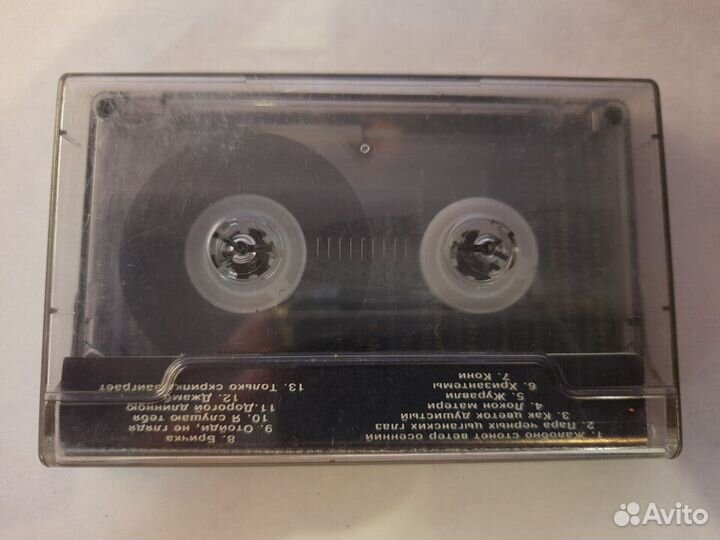 1. Жалобно стонет ветер осенний
2. Пара черных цыганских глаз
3. Как цветок душистый
4. Локон матери
5. Журавли
6. Хризантемы
7. Кони
8. Бричка
9. Отойди, не гляди
10. Я слушаю тебя
11. Дорогой длинною
12. Джамэ
13. Только скрипка заиграет
Avito